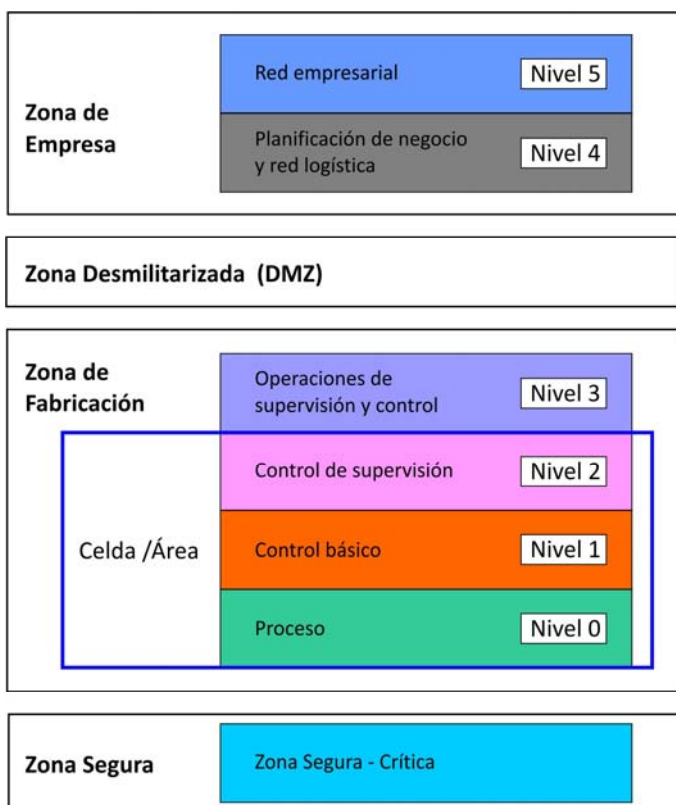 Zona de
Empresa
Red empresarial
Nivel 5
Planificación de negocio
y red logística
Nivel 4
Zona Desmilitarizada (DMZ)
Zona de
Fabricación
Operaciones de
supervisión y control
Nivel 3
Celda /Área
Control de supervisión
Nivel 2
Control básico
Nivel 1
Proceso
Nivel 0
Zona Segura
Zona Segura - Crítica